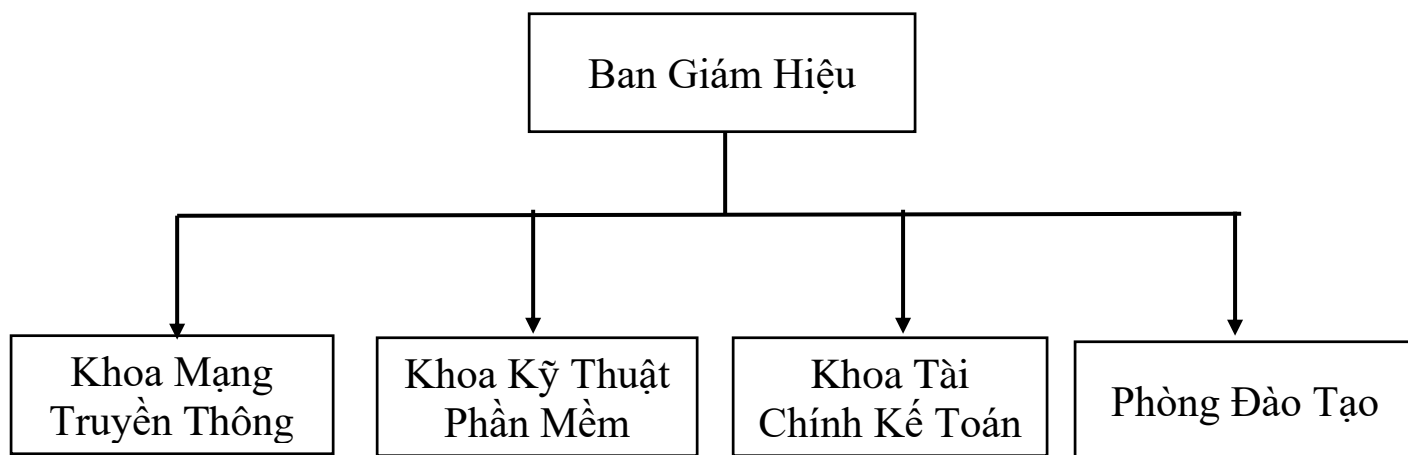 Ban Giám Hiệu
Khoa Mạng
Truyền Thông
Khoa Kỹ Thuật
Phần Mềm
Khoa Tài
Chính Kế Toán
Phòng Đào Tạo